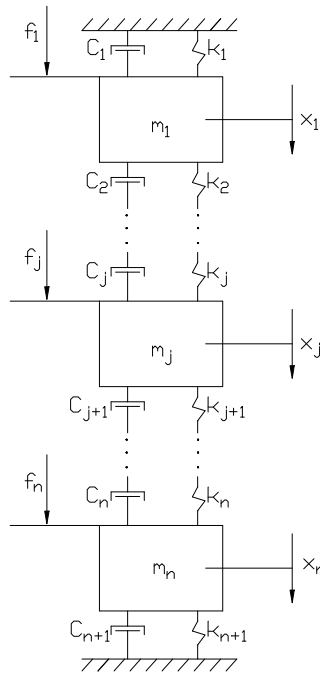 f₁ C₁ k₁
m₁ x₁
C₂ k₂
fⱼ Cⱼ kⱼ
mⱼ xⱼ
Cⱼ₊₁ kⱼ₊₁
fₙ Cₙ kₙ
mₙ xₙ
Cₙ₊₁ kₙ₊₁